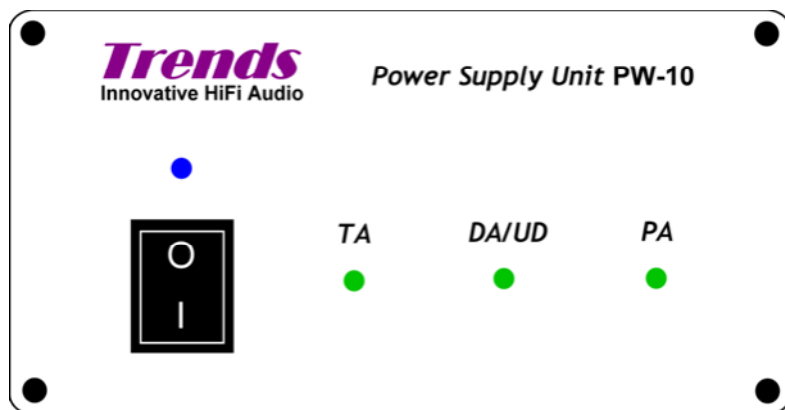 Trends
Innovative HiFi Audio
Power Supply Unit PW-10
TA DA/UD PA
O
I